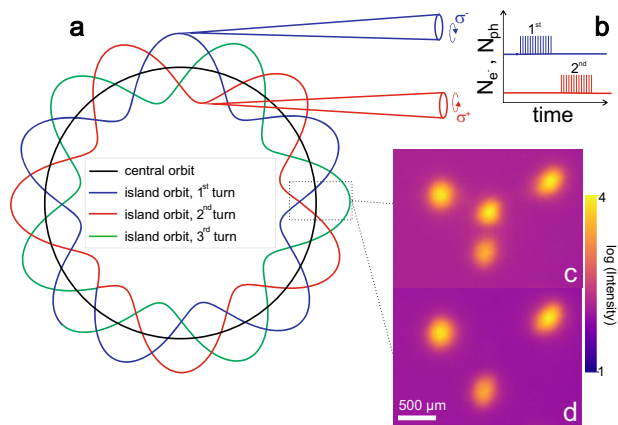 a
σ⁻
σ⁺
central orbit
island orbit, 1ˢᵗ turn
island orbit, 2ⁿᵈ turn
island orbit, 3ʳᵈ turn
b
Nₑ-, Nₚₕ
1ˢᵗ
2ⁿᵈ
time
c
d
500 µm
4
log (Intensity)
1